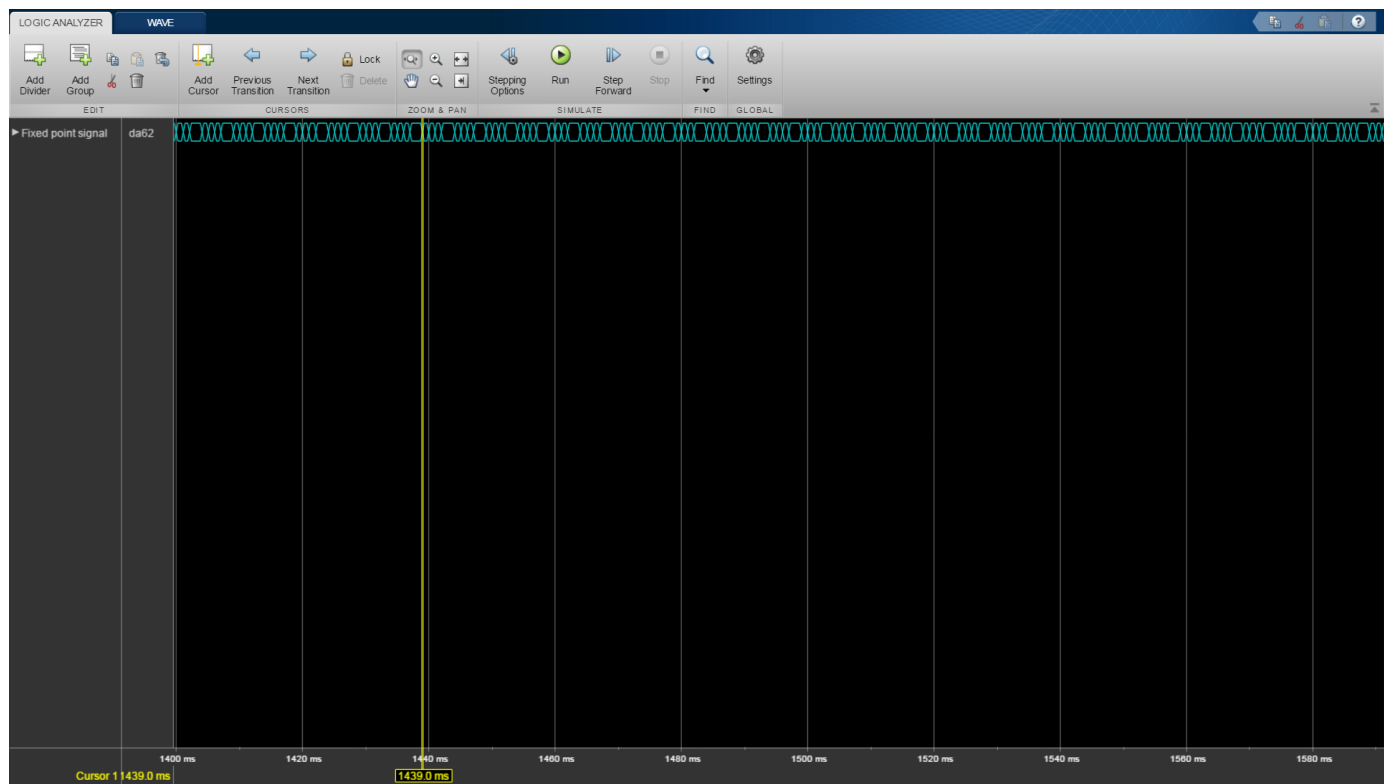 LOGIC ANALYZER WAVE
Add Divider
Add Group
Add Cursor
Previous Transition
Next Transition
Lock
Delete
Stepping Options
Run
Step Forward
Stop
Find
Settings
EDIT CURSORS ZOOM & PAN SIMULATE FIND GLOBAL
Fixed point signal da62
1400 ms 1420 ms 1440 ms 1460 ms 1480 ms 1500 ms 1520 ms 1540 ms 1560 ms 1580 ms
Cursor 1 1439.0 ms 1439.0 ms